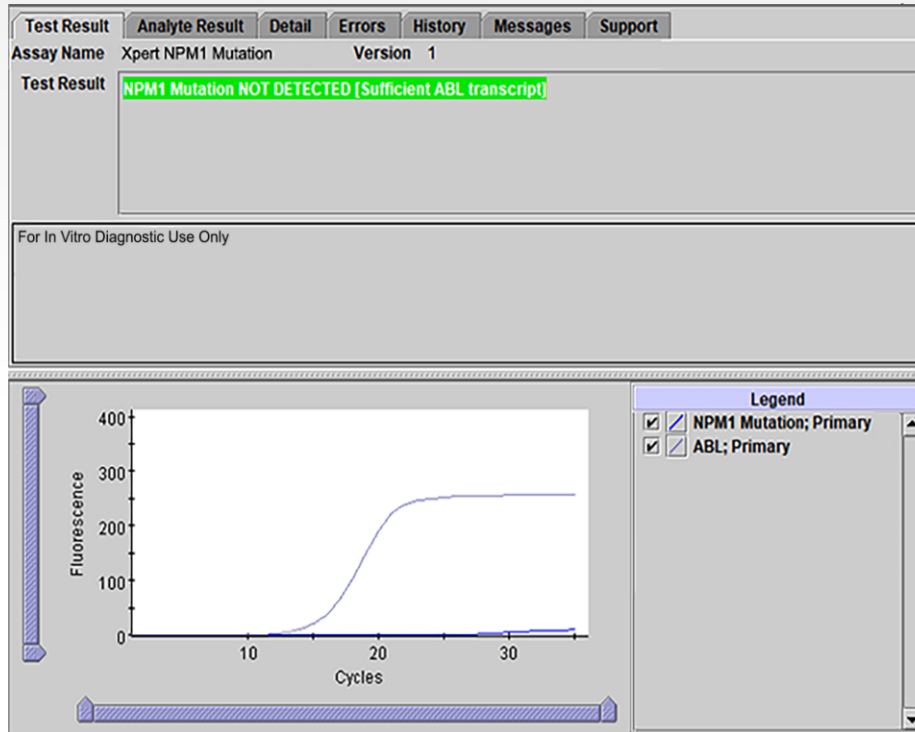 Test Result Analyte Result Detail Errors History Messages Support
Assay Name Xpert NPM1 Mutation Version 1
Test Result NPM1 Mutation NOT DETECTED [Sufficient ABL transcript]
For In Vitro Diagnostic Use Only
400
300
200
100
0
Fluorescence
10 20 30
Cycles
Legend
NPM1 Mutation; Primary
ABL; Primary